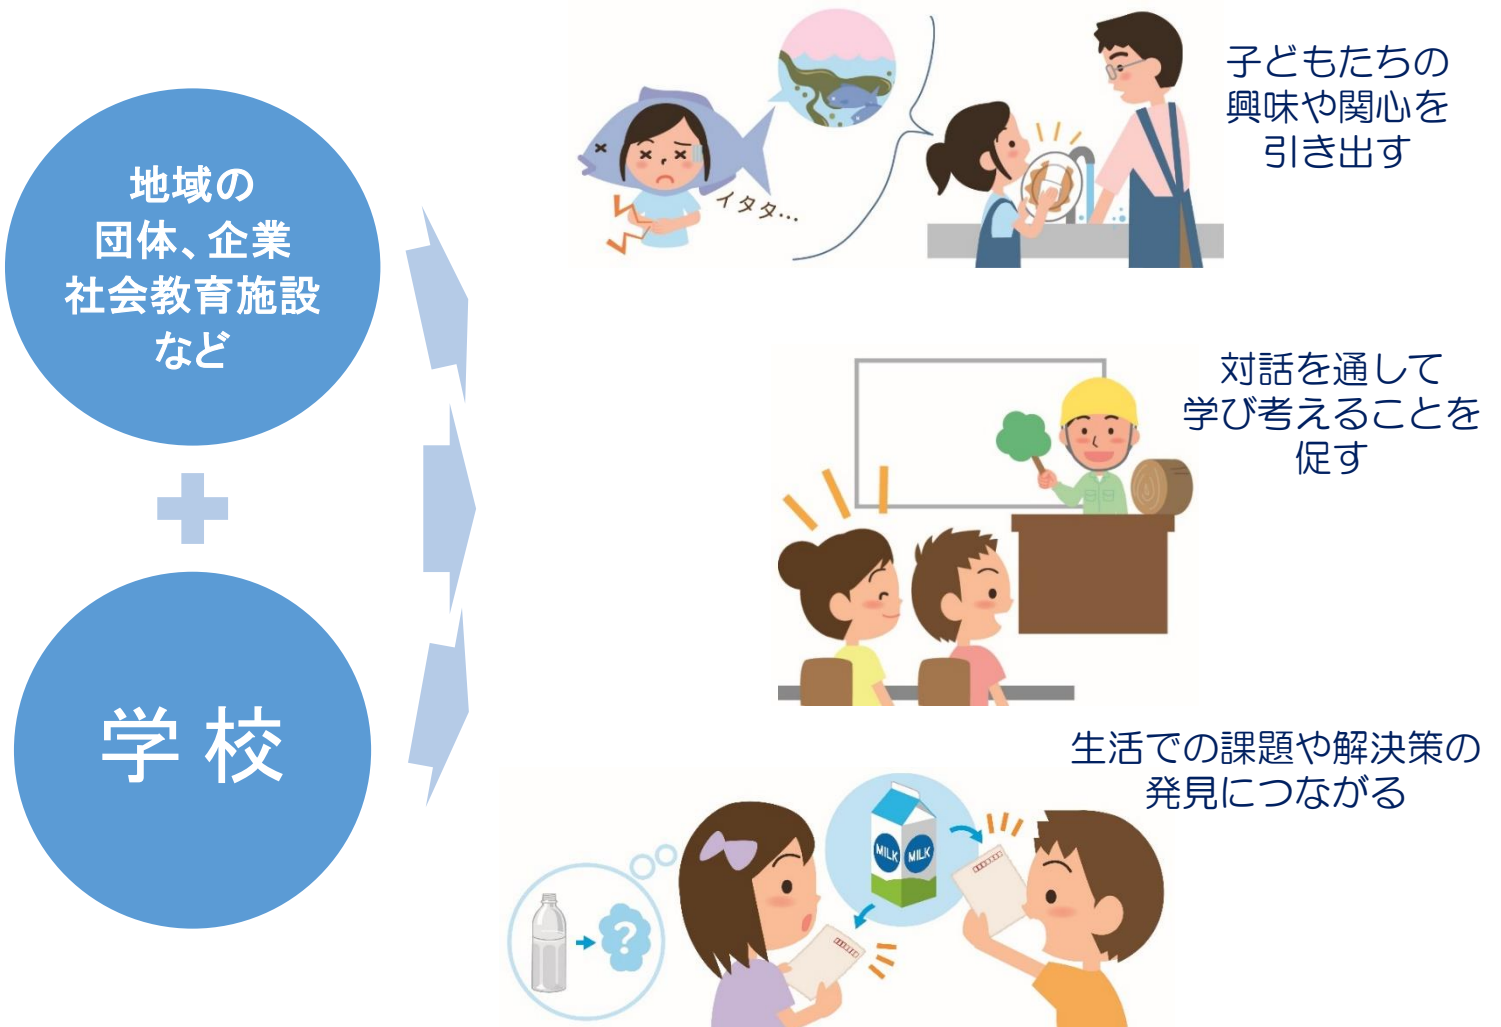 地域の
団体、企業
社会教育施設
など
学校
イタタ…
子どもたちの
興味や関心を
引き出す
対話を通して
学び考えることを
促す
生活での課題や解決策の
発見につながる
MILK MILK
?